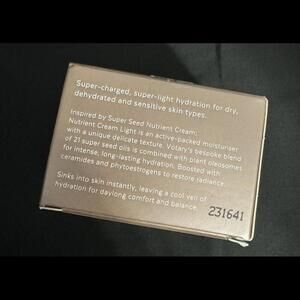 Super-charged, super-light hydration for dry,
dehydrated and sensitive skin types.
Inspired by Super Seed Nutrient Cream;
Nutrient Cream Light is an active-packed moisturiser
with a unique delicate texture. Votary's bespoke blend
of 21 super seed oils is combined with plant oleosomes
for intense, long-lasting hydration. Boosted with
ceramides and phytoestrogens to restore radiance.
Sinks into skin instantly, leaving a cool veil of
hydration for daylong comfort and balance.
231641